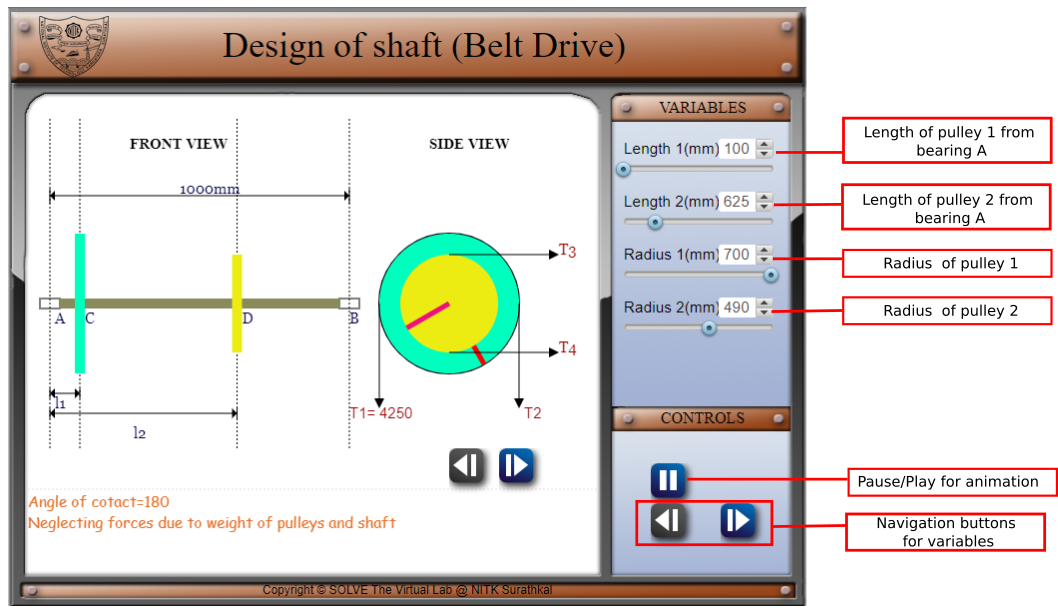 Design of shaft (Belt Drive)
FRONT VIEW
SIDE VIEW
1000mm
A
C
D
B
l1
l2
T3
T4
T1= 4250
T2
Angle of cotact=180
Neglecting forces due to weight of pulleys and shaft
VARIABLES
Length 1(mm) 100
Length 2(mm) 625
Radius 1(mm) 700
Radius 2(mm) 490
CONTROLS
Length of pulley 1 from
bearing A
Length of pulley 2 from
bearing A
Radius of pulley 1
Radius of pulley 2
Pause/Play for animation
Navigation buttons
for variables
Copyright © SOLVE The Virtual Lab @ NITK Surathkal